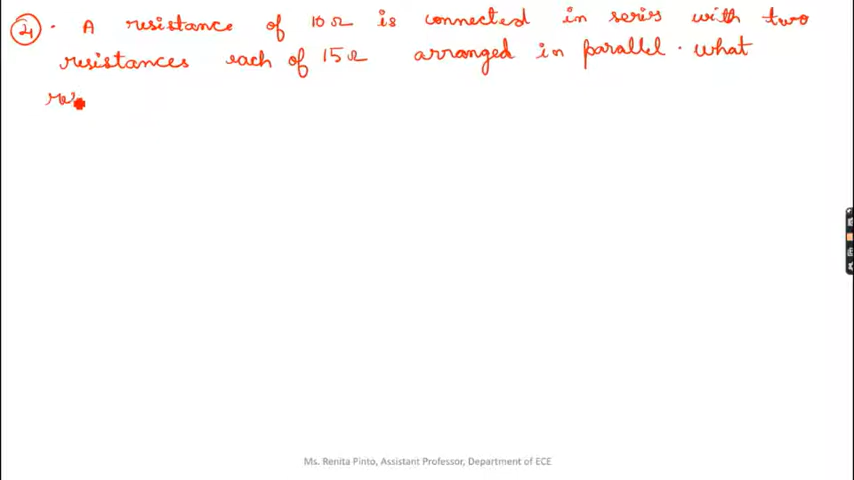 2. A resistance of 10Ω is connected in series with two
resistances each of 15Ω arranged in parallel. what
Ms. Renita Pinto, Assistant Professor, Department of ECE